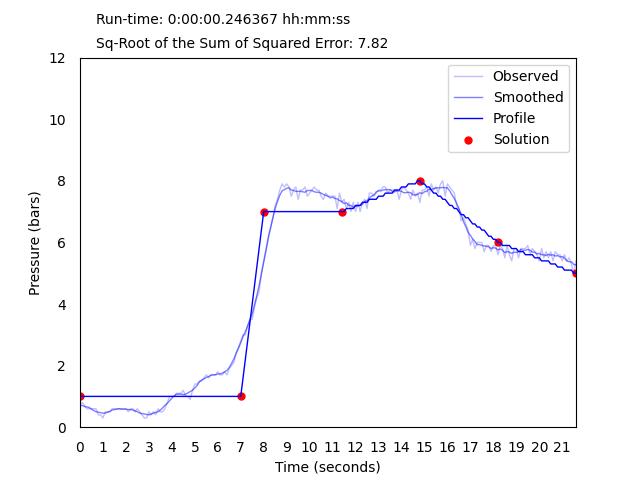 Run-time: 0:00:00.246367 hh:mm:ss
Sq-Root of the Sum of Squared Error: 7.82
12
10
8
6
4
2
0
Pressure (bars)
Observed
Smoothed
Profile
Solution
0 1 2 3 4 5 6 7 8 9 10 11 12 13 14 15 16 17 18 19 20 21
Time (seconds)